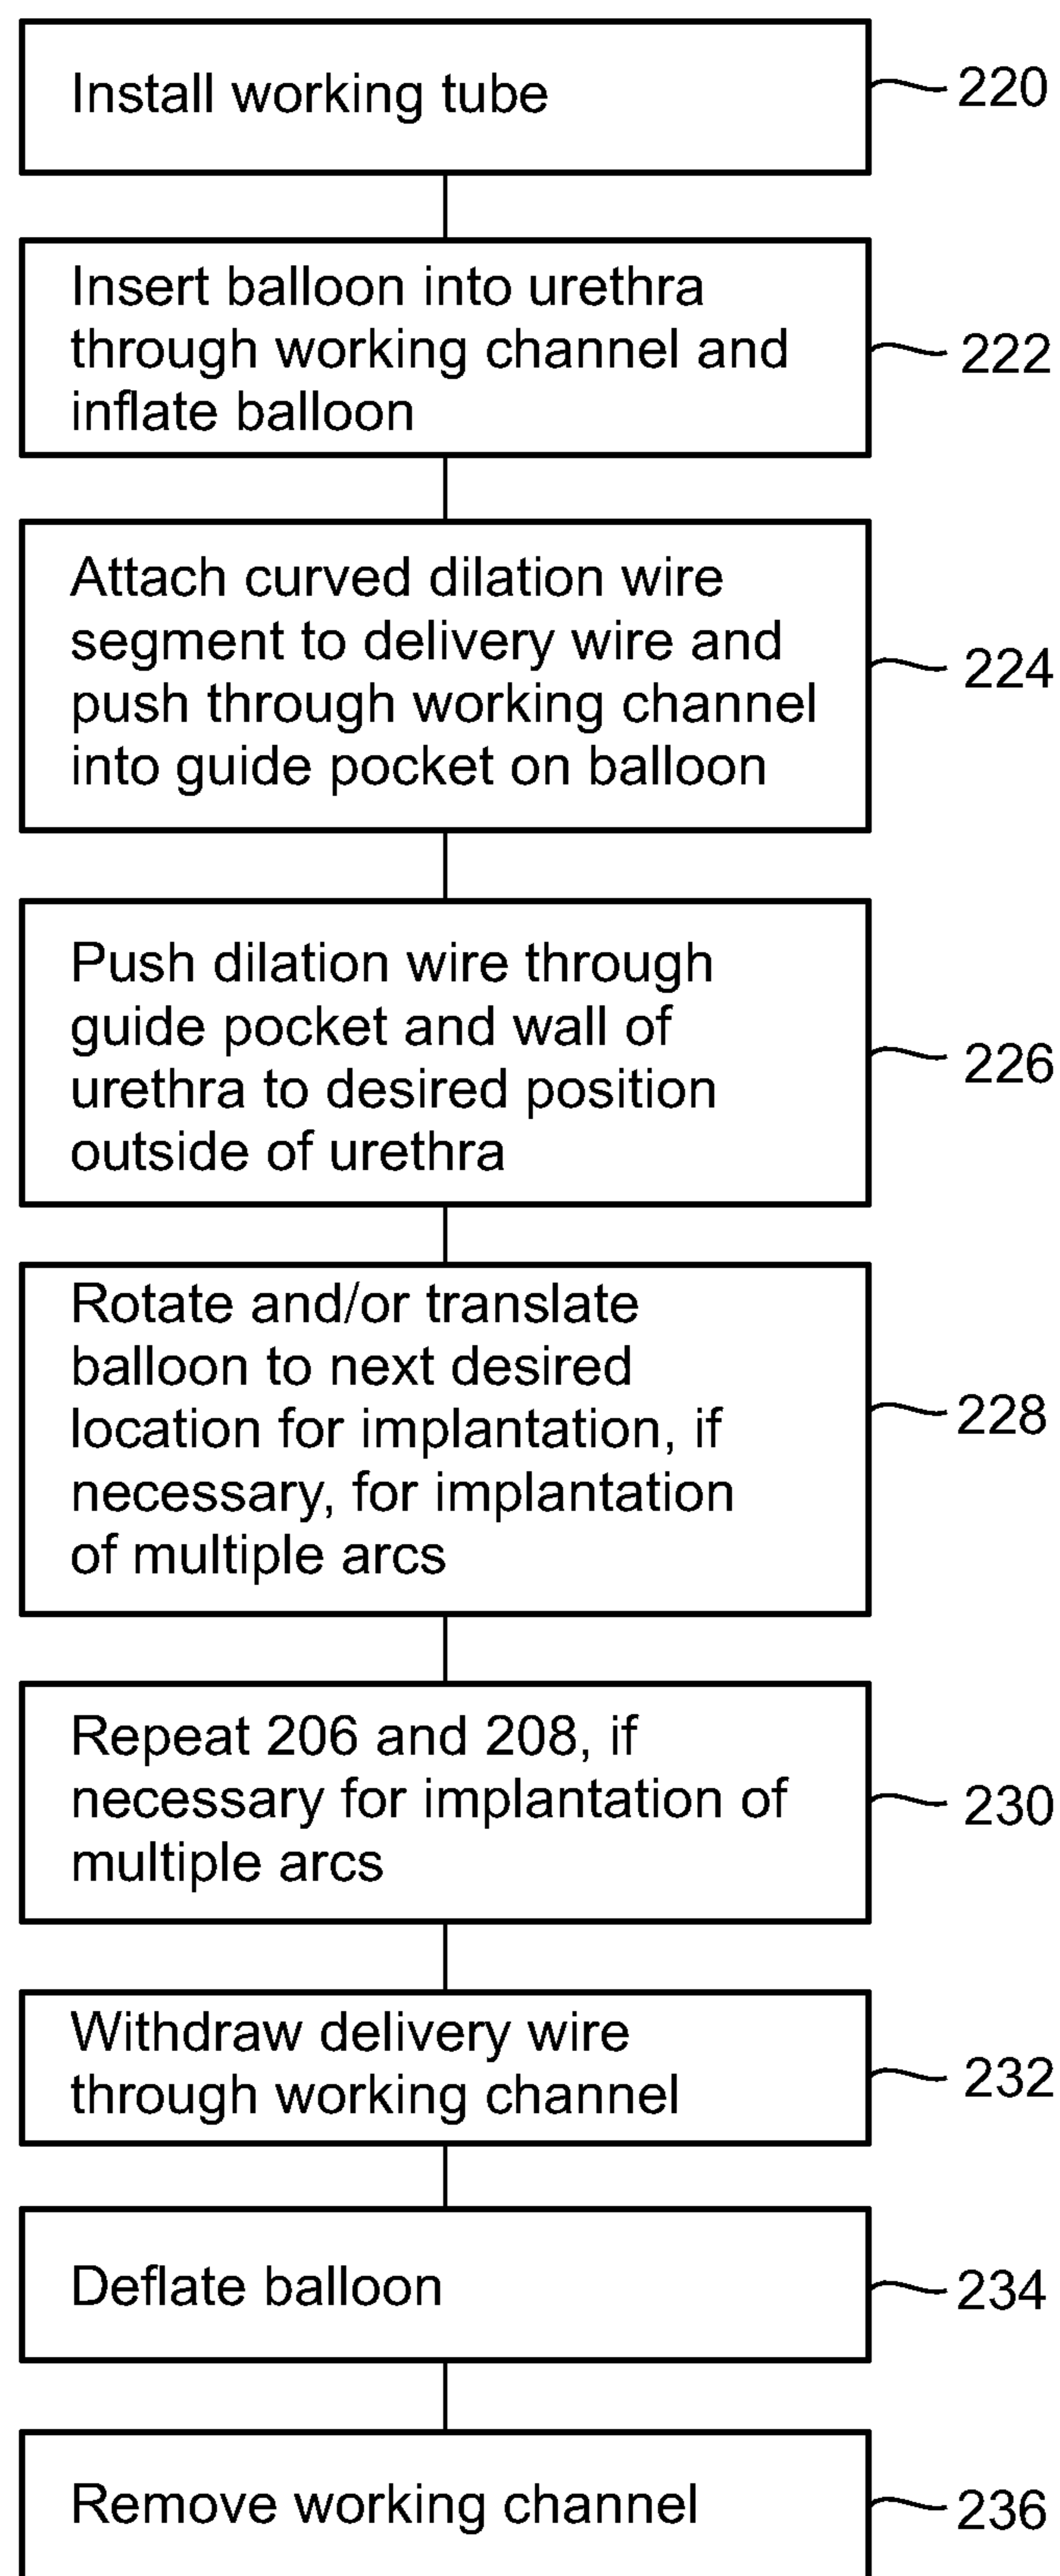 Install working tube
220
Insert balloon into urethra
through working channel and
inflate balloon
222
Attach curved dilation wire
segment to delivery wire and
push through working channel
into guide pocket on balloon
224
Push dilation wire through
guide pocket and wall of
urethra to desired position
outside of urethra
226
Rotate and/or translate
balloon to next desired
location for implantation, if
necessary, for implantation
of multiple arcs
228
Repeat 206 and 208, if
necessary for implantation of
multiple arcs
230
Withdraw delivery wire
through working channel
232
Deflate balloon
234
Remove working channel
236